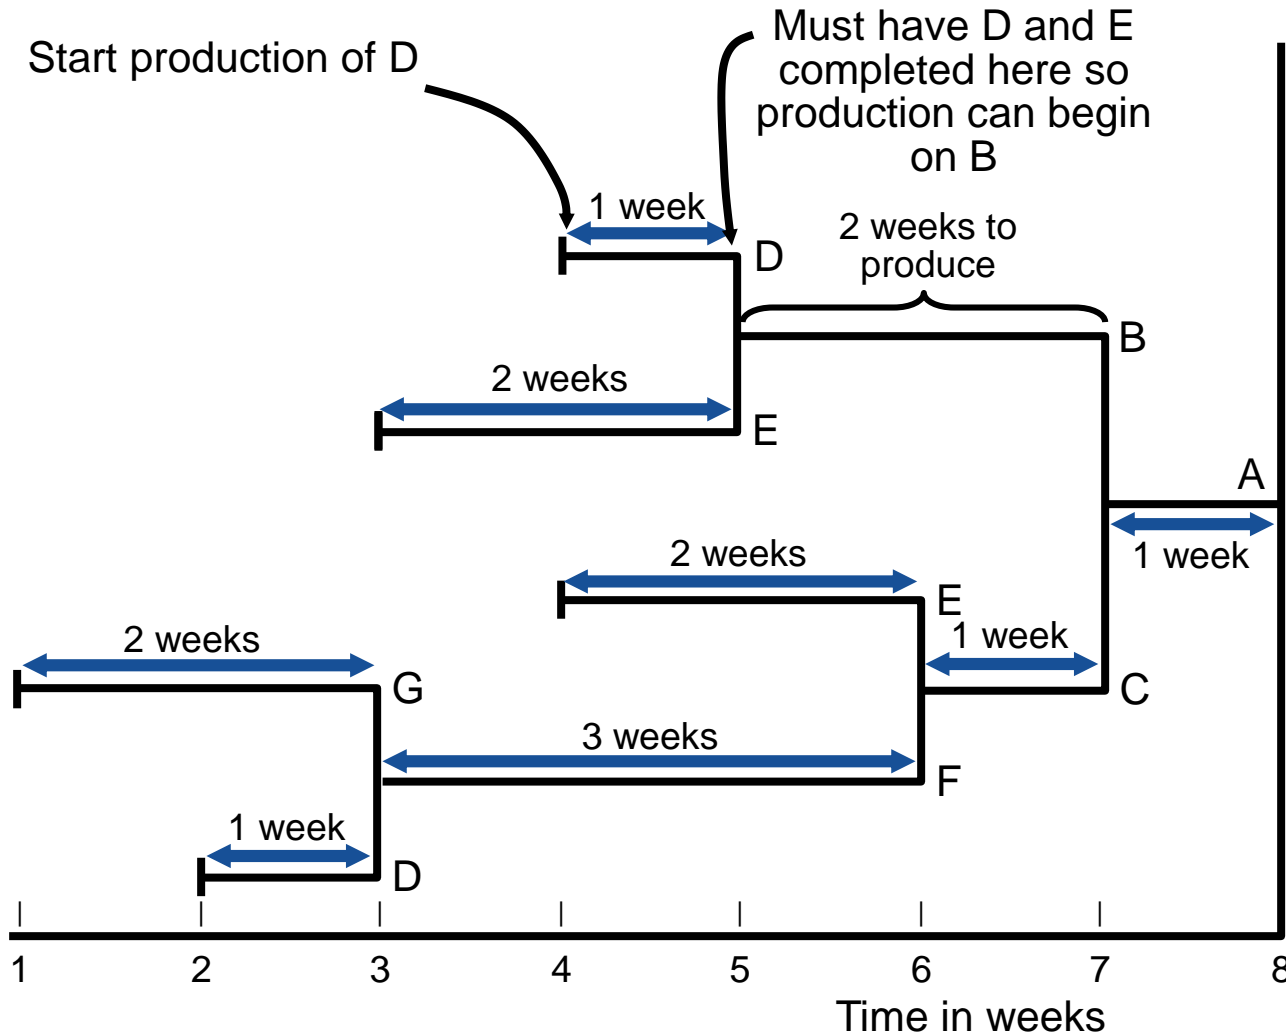 Start production of D
Must have D and E
completed here so
production can begin
on B
1 week
D
2 weeks to
produce
B
2 weeks
E
A
1 week
2 weeks
E
1 week
C
2 weeks
G
3 weeks
F
1 week
D
1 2 3 4 5 6 7 8
Time in weeks